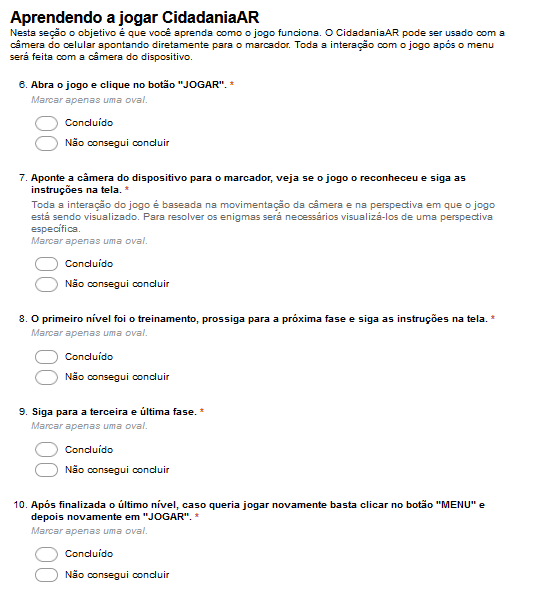 Aprendendo a jogar CidadaniaAR
Nesta seção o objetivo é que você aprenda como o jogo funciona. O CidadaniaAR pode ser usado com a
câmera do celular apontando diretamente para o marcador. Toda a interação com o jogo após o menu
será feita com a câmera do dispositivo.
6. Abra o jogo e clique no botão "JOGAR". *
Marcar apenas uma oval.
Concluído
Não consegui concluir
7. Aponte a câmera do dispositivo para o marcador, veja se o jogo o reconheceu e siga as
instruções na tela. *
Toda a interação do jogo é baseada na movimentação da câmera e na perspectiva em que o jogo
está sendo visualizado. Para resolver os enigmas será necessários visualizá-los de uma perspectiva
específica.
Marcar apenas uma oval.
Concluído
Não consegui concluir
8. O primeiro nível foi o treinamento, prossiga para a próxima fase e siga as instruções na tela. *
Marcar apenas uma oval.
Concluído
Não consegui concluir
9. Siga para a terceira e última fase. *
Marcar apenas uma oval.
Concluído
Não consegui concluir
10. Após finalizada o último nível, caso queria jogar novamente basta clicar no botão "MENU" e
depois novamente em "JOGAR". *
Marcar apenas uma oval.
Concluído
Não consegui concluir